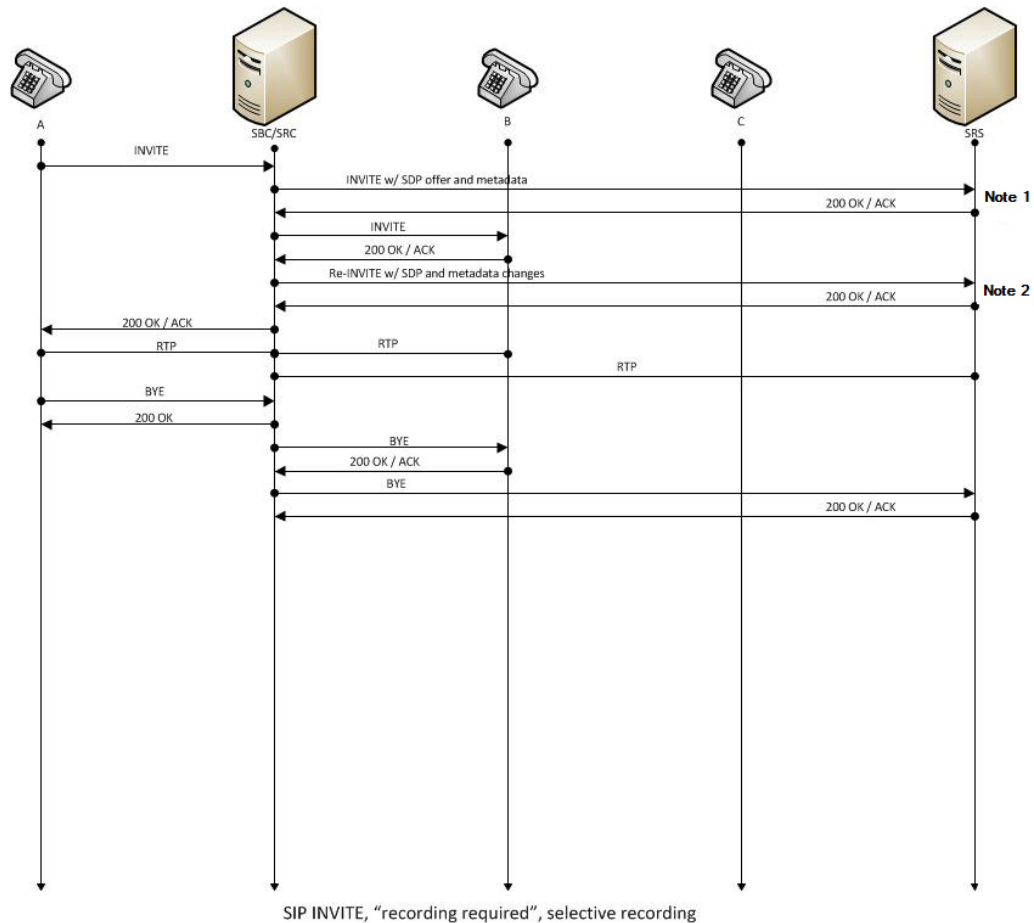 A
SBC/SRC
B
C
SRS
INVITE
INVITE w/ SDP offer and metadata
200 OK / ACK
Note 1
INVITE
200 OK / ACK
Re-INVITE w/ SDP and metadata changes
200 OK / ACK
Note 2
200 OK / ACK
RTP
RTP
RTP
BYE
200 OK
BYE
200 OK / ACK
BYE
200 OK / ACK
SIP INVITE, “recording required”, selective recording